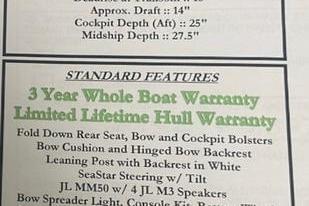 Approx. Draft :: 14"
Cockpit Depth (Aft) :: 25"
Midship Depth :: 27.5"
STANDARD FEATURES
3 Year Whole Boat Warranty
Limited Lifetime Hull Warranty
Fold Down Rear Seat, Bow and Cockpit Bolsters
Bow Cushion and Hinged Bow Backrest
Leaning Post with Backrest in White
SeaStar Steering w/ Tilt
JL MM50 w/ 4 JL M3 Speakers
Bow Spreader Light, Console